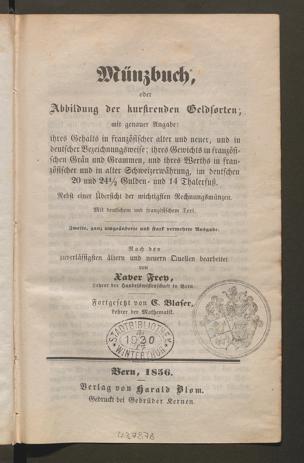 Münzbuch,
oder
Abbildung der kursirenden Geldsorten;
mit genauer Angabe:
ihres Gehalts in französischer alter und neuer, und in
deutscher Bezeichnungsweise; ihres Gewichts in französi-
schen Grän und Grammen, und ihres Werths in fran-
zösischer und in alter Schweizerwährung, im deutschen
20 und 24½ Gulden- und 14 Thalerfuß.
Nebst einer Übersicht der wichtigsten Rechnungsmünzen.
Mit deutschem und französischem Text.
Zweite, ganz umgeänderte und stark vermehrte Ausgabe.
Nach den
zuverlässigsten ältern und neuern Quellen bearbeitet
von
Xaver Frey,
Lehrer der Handelswissenschaft in Bern.
Fortgesetzt von C. Blaser,
Lehrer der Mathematik.
STADTBIBLIOTHEK
1920
WINTERTHUR
Bern, 1856.
Verlag von Harald Blom.
Gedruckt bei Gebrüder Kernen.